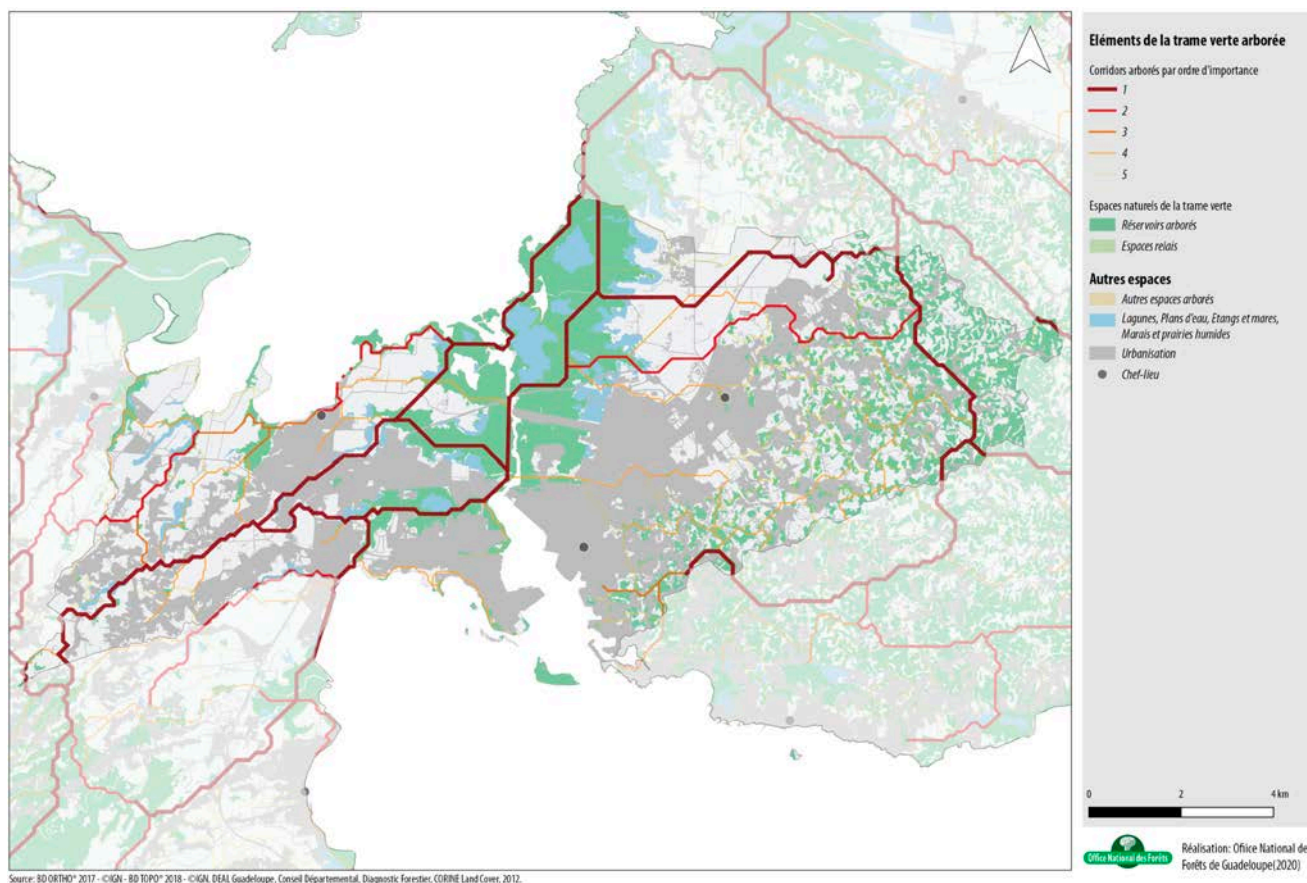 Eléments de la trame verte arborée
Corridors arborés par ordre d'importance
1
2
3
4
5
Espaces naturels de la trame verte
Réservoirs arborés
Espaces relais
Autres espaces
Autres espaces arborés
Lagunes, Plans d'eau, Etangs et mares,
Marais et prairies humides
Urbanisation
Chef-lieu
0 2 4 km
Office National des Forêts
Réalisation: Ofiice National de
Forêts de Guadeloupe(2020)
Source: BD ORTHO® 2017 - ©IGN - BD TOPO® 2018 - ©IGN, DEAL Guadeloupe, Conseil Départemental, Diagnostic Forestier, CORINE Land Cover, 2012.